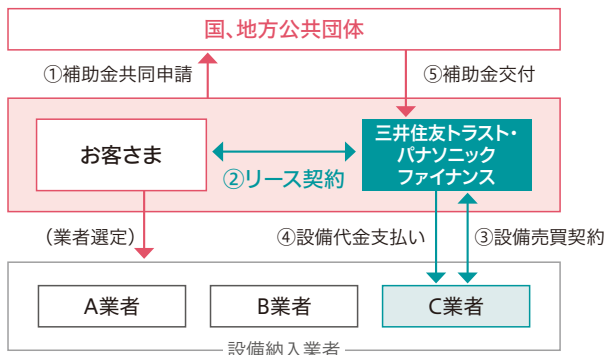 国、地方公共団体
①補助金共同申請
⑤補助金交付
お客さま
②リース契約
三井住友トラスト・
パナソニック
ファイナンス
(業者選定)
④設備代金支払い
③設備売買契約
A業者
B業者
C業者
設備納入業者